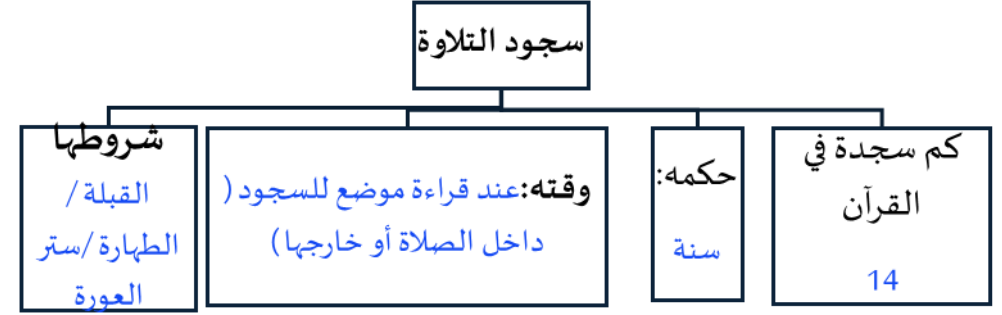 سجود التلاوة
كم سجدة في
القرآن
14
حكمه:
سنة
وقته:عند قراءة موضع للسجود (
داخل الصلاة أو خارجها)
شروطها
القبلة /
الطهارة /ستر
العورة